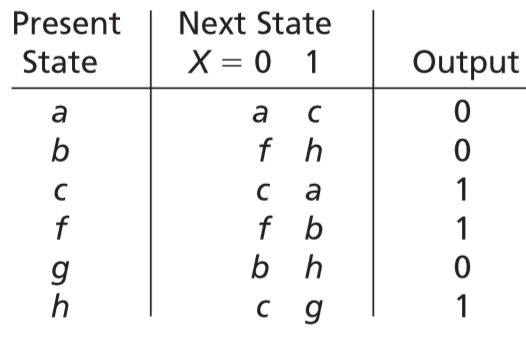 Present Next State
State X = 0 1 Output
a a c 0
b f h 0
c c a 1
f f b 1
g b h 0
h c g 1